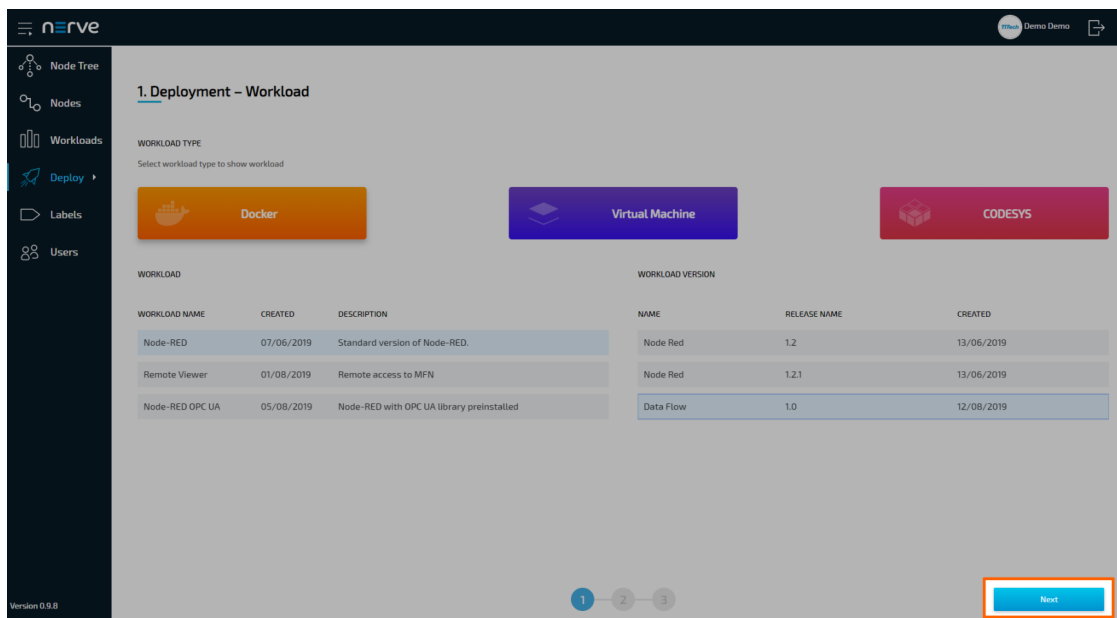 nerve
TTTech Demo Demo
Node Tree
Nodes
Workloads
Deploy
Labels
Users
Version 0.9.8
1. Deployment – Workload
WORKLOAD TYPE
Select workload type to show workload
Docker
Virtual Machine
CODESYS
WORKLOAD
WORKLOAD NAME CREATED DESCRIPTION
Node-RED 07/06/2019 Standard version of Node-RED.
Remote Viewer 01/08/2019 Remote access to MFN
Node-RED OPC UA 05/08/2019 Node-RED with OPC UA library preinstalled
WORKLOAD VERSION
NAME RELEASE NAME CREATED
Node Red 1.2 13/06/2019
Node Red 1.2.1 13/06/2019
Data Flow 1.0 12/08/2019
1 2 3
Next